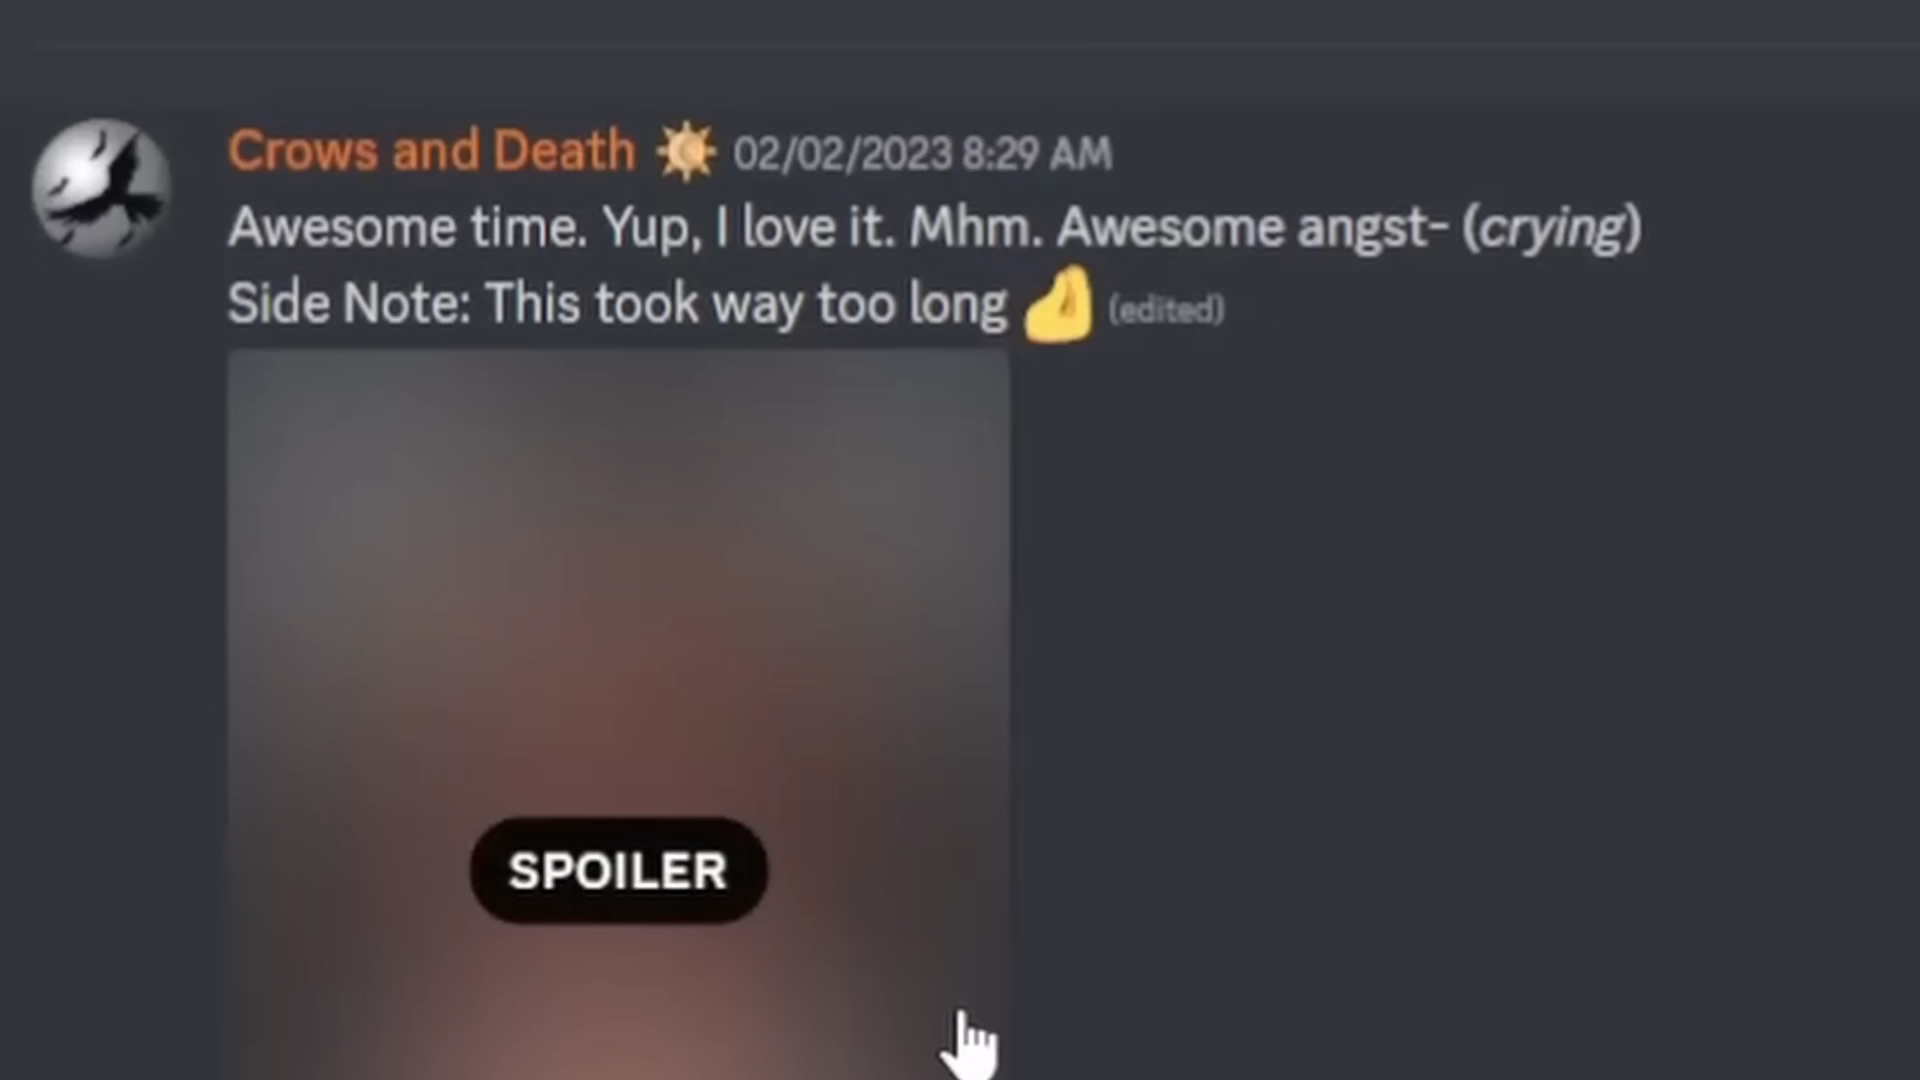 Crows and Death 02/02/2023 8:29 AM
Awesome time. Yup, I love it. Mhm. Awesome angst- (crying)
Side Note: This took way too long (edited)
SPOILER